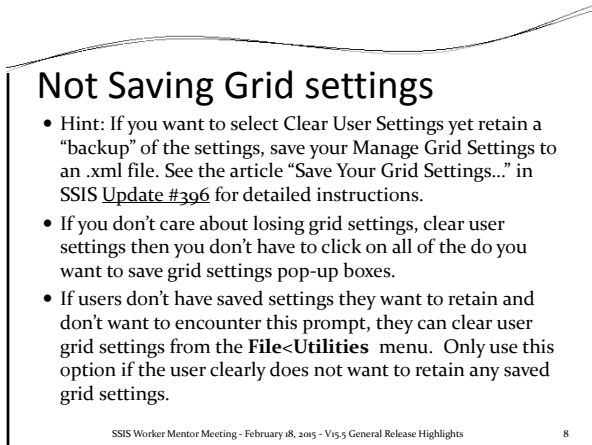 Not Saving Grid settings
• Hint: If you want to select Clear User Settings yet retain a
“backup” of the settings, save your Manage Grid Settings to
an .xml file. See the article “Save Your Grid Settings...” in
SSIS Update #396 for detailed instructions.
• If you don’t care about losing grid settings, clear user
settings then you don’t have to click on all of the do you
want to save grid settings pop-up boxes.
• If users don’t have saved settings they want to retain and
don’t want to encounter this prompt, they can clear user
grid settings from the File<Utilities menu. Only use this
option if the user clearly does not want to retain any saved
grid settings.
SSIS Worker Mentor Meeting - February 18, 2015 - V15.5 General Release Highlights 8